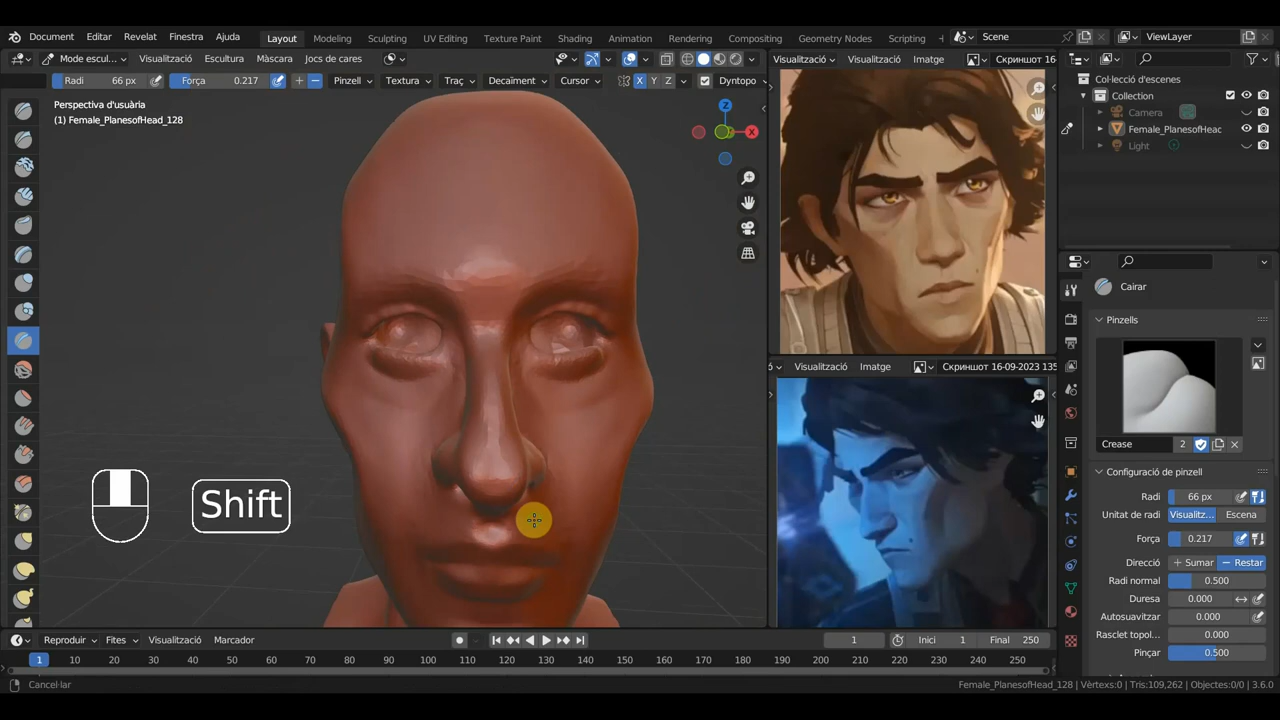 Document Editar Revelat Finestra Ajuda Layout Modeling Sculpting UV Editing Texture Paint Shading Animation Rendering Compositing Geometry Nodes Scripting Scene ViewLayer
Mode escul... Visualització Escultura Màscara Jocs de cares
Visualització Visualització Imatge Скриншот 16
Radi 66 px Força 0.217 Pinzell Textura Traç Decaïment Cursor X Y Z Dyntopo
Perspectiva d'usuària
(1) Female_PlanesofHead_128
Z
X
Col·lecció d'escenes
Collection
Camera
Female_PlanesofHeac
Light
Cairar
Pinzells
Crease 2
Configuració de pinzell
Radi 66 px
Unitat de radi Visualitz... Escena
Força 0.217
Direcció + Sumar − Restar
Radi normal 0.500
Duresa 0.000
Autosuavitzar 0.000
Rasclet topol... 0.000
Pinçar 0.500
Visualització Imatge Скриншот 16-09-2023 135
Shift
Reproduir Fites Visualització Marcador 1 Inici 1 Final 250
1 10 20 30 40 50 60 70 80 90 100 110 120 130 140 150 160 170 180 190 200 210 220 230 240 250
Cancel·lar
Female_PlanesofHead_128 | Vèrtexs:0 | Tris:109,262 | Objectes:0/0 | 3.6.0